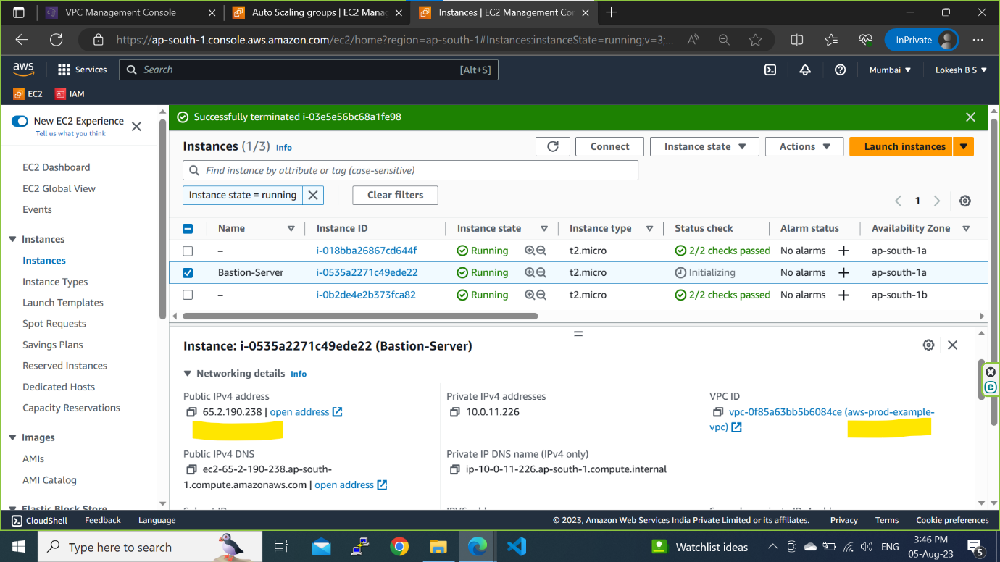 VPC Management Console
Auto Scaling groups | EC2 Manag
Instances | EC2 Management Con
https://ap-south-1.console.aws.amazon.com/ec2/home?region=ap-south-1#Instances:instanceState=running;v=3;...
InPrivate
aws
Services
Search
[Alt+S]
Mumbai
Lokesh B S
EC2
IAM
New EC2 Experience
Tell us what you think
EC2 Dashboard
EC2 Global View
Events
Instances
Instances
Instance Types
Launch Templates
Spot Requests
Savings Plans
Reserved Instances
Dedicated Hosts
Capacity Reservations
Images
AMIs
AMI Catalog
Elastic Block Store
Successfully terminated i-03e5e56bc68a1fe98
Instances (1/3) Info
Connect
Instance state
Actions
Launch instances
Find instance by attribute or tag (case-sensitive)
Instance state = running
Clear filters
1
Name Instance ID Instance state Instance type Status check Alarm status Availability Zone
– i-018bba26867cd644f Running t2.micro 2/2 checks passed No alarms + ap-south-1a
Bastion-Server i-0535a2271c49ede22 Running t2.micro Initializing No alarms + ap-south-1a
– i-0b2de4e2b373fca82 Running t2.micro 2/2 checks passed No alarms + ap-south-1b
Instance: i-0535a2271c49ede22 (Bastion-Server)
Networking details Info
Public IPv4 address
65.2.190.238 | open address
Private IPv4 addresses
10.0.11.226
VPC ID
vpc-0f85a63bb5b6084ce (aws-prod-example-
vpc)
Public IPv4 DNS
ec2-65-2-190-238.ap-south-
1.compute.amazonaws.com | open address
Private IP DNS name (IPv4 only)
ip-10-0-11-226.ap-south-1.compute.internal
CloudShell
Feedback
Language
© 2023, Amazon Web Services India Private Limited or its affiliates.
Privacy
Terms
Cookie preferences
Type here to search
Watchlist ideas
ENG
3:46 PM
05-Aug-23
5